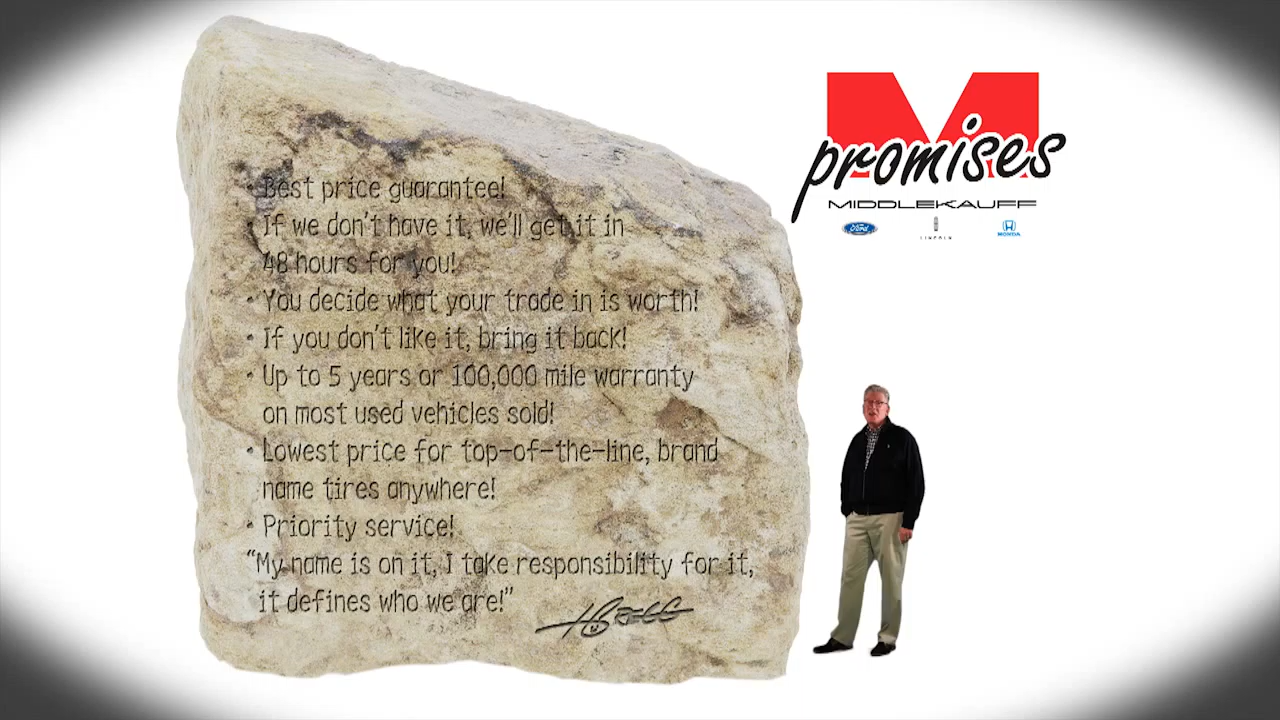 • Best price guarantee!
• If we don't have it, we'll get it in
48 hours for you!
• You decide what your trade in is worth!
• If you don't like it, bring it back!
• Up to 5 years or 100,000 mile warranty
on most used vehicles sold!
• Lowest price for top-of-the-line, brand
name tires anywhere!
• Priority service!
“My name is on it, I take responsibility for it,
it defines who we are!”
M
promises
MIDDLEKAUFF
Ford
LINCOLN
HONDA